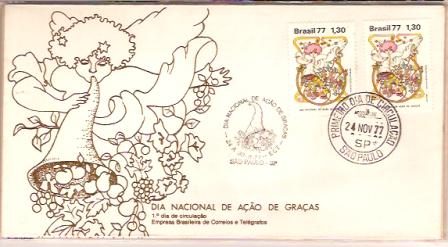 Brasil 77 1,30
Brasil 77 1,30
DIA NACIONAL DE AÇÃO DE GRAÇAS
SÃO PAULO - SP
PRIMEIRO DIA DE CIRCULAÇÃO
24 NOV 77
SP
SÃO PAULO
DIA NACIONAL DE AÇÃO DE GRAÇAS
1.º dia de circulação
Empresa Brasileira de Correios e Telégrafos